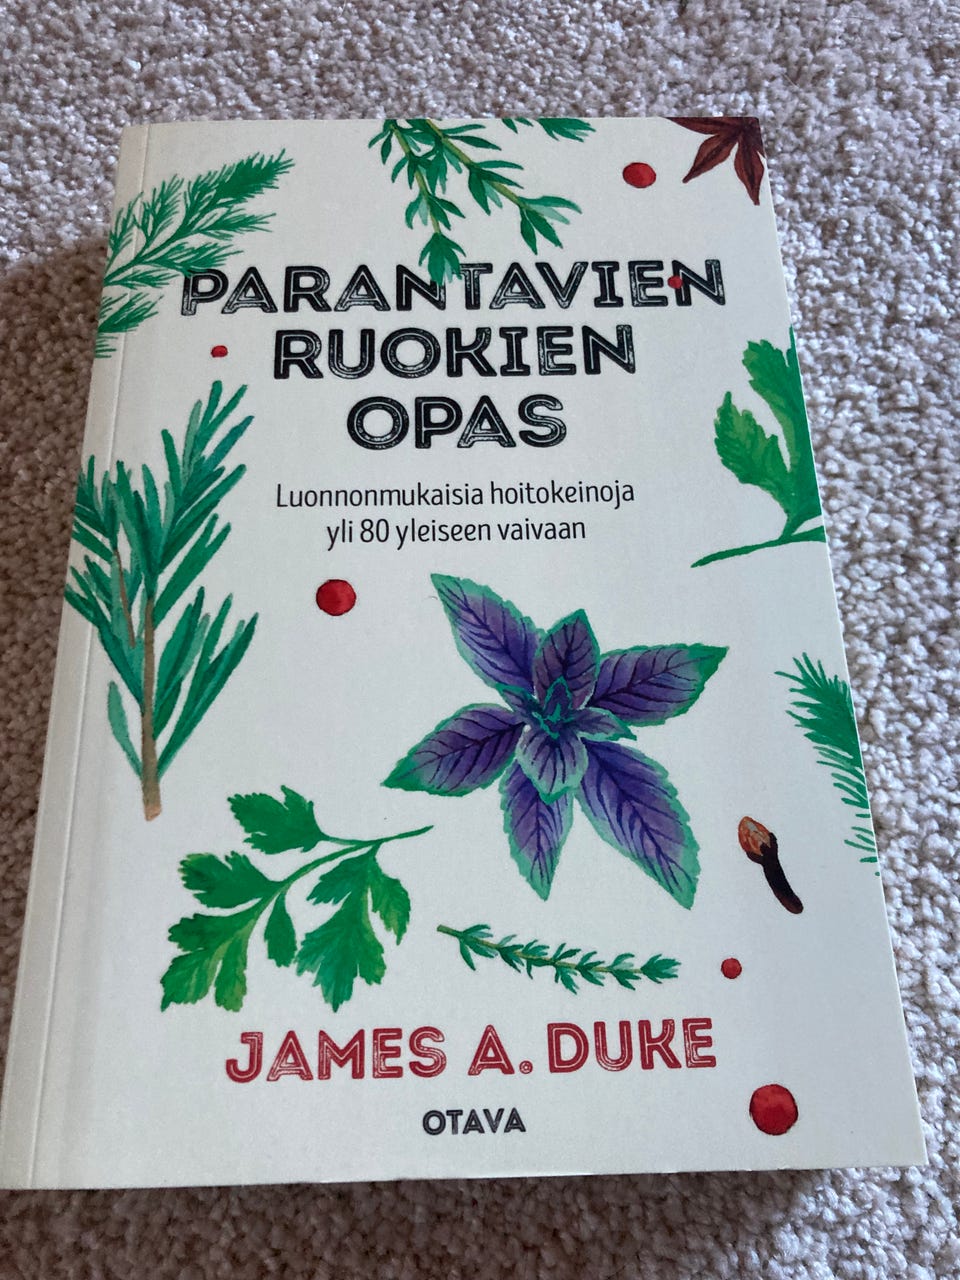 PARANTAVIEN
RUOKIEN
OPAS
Luonnonmukaisia hoitokeinoja
yli 80 yleiseen vaivaan
JAMES A. DUKE
OTAVA